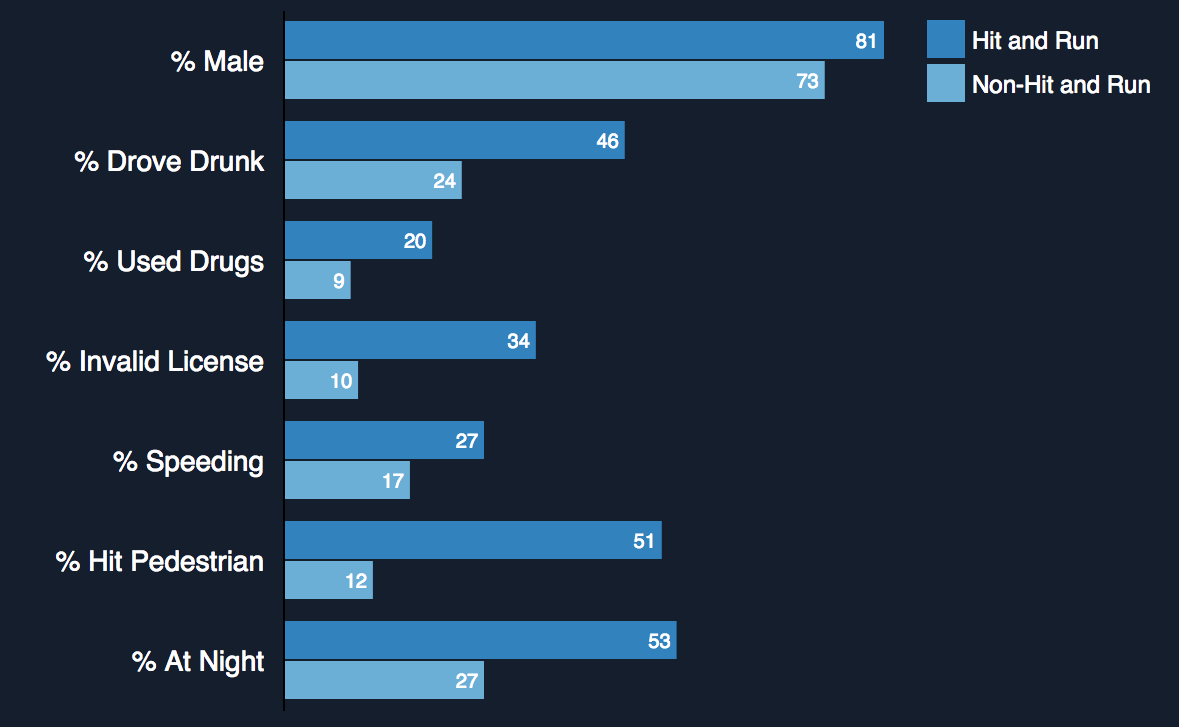 % Male
81
73
Hit and Run
Non-Hit and Run
% Drove Drunk
46
24
% Used Drugs
20
9
% Invalid License
34
10
% Speeding
27
17
% Hit Pedestrian
51
12
% At Night
53
27